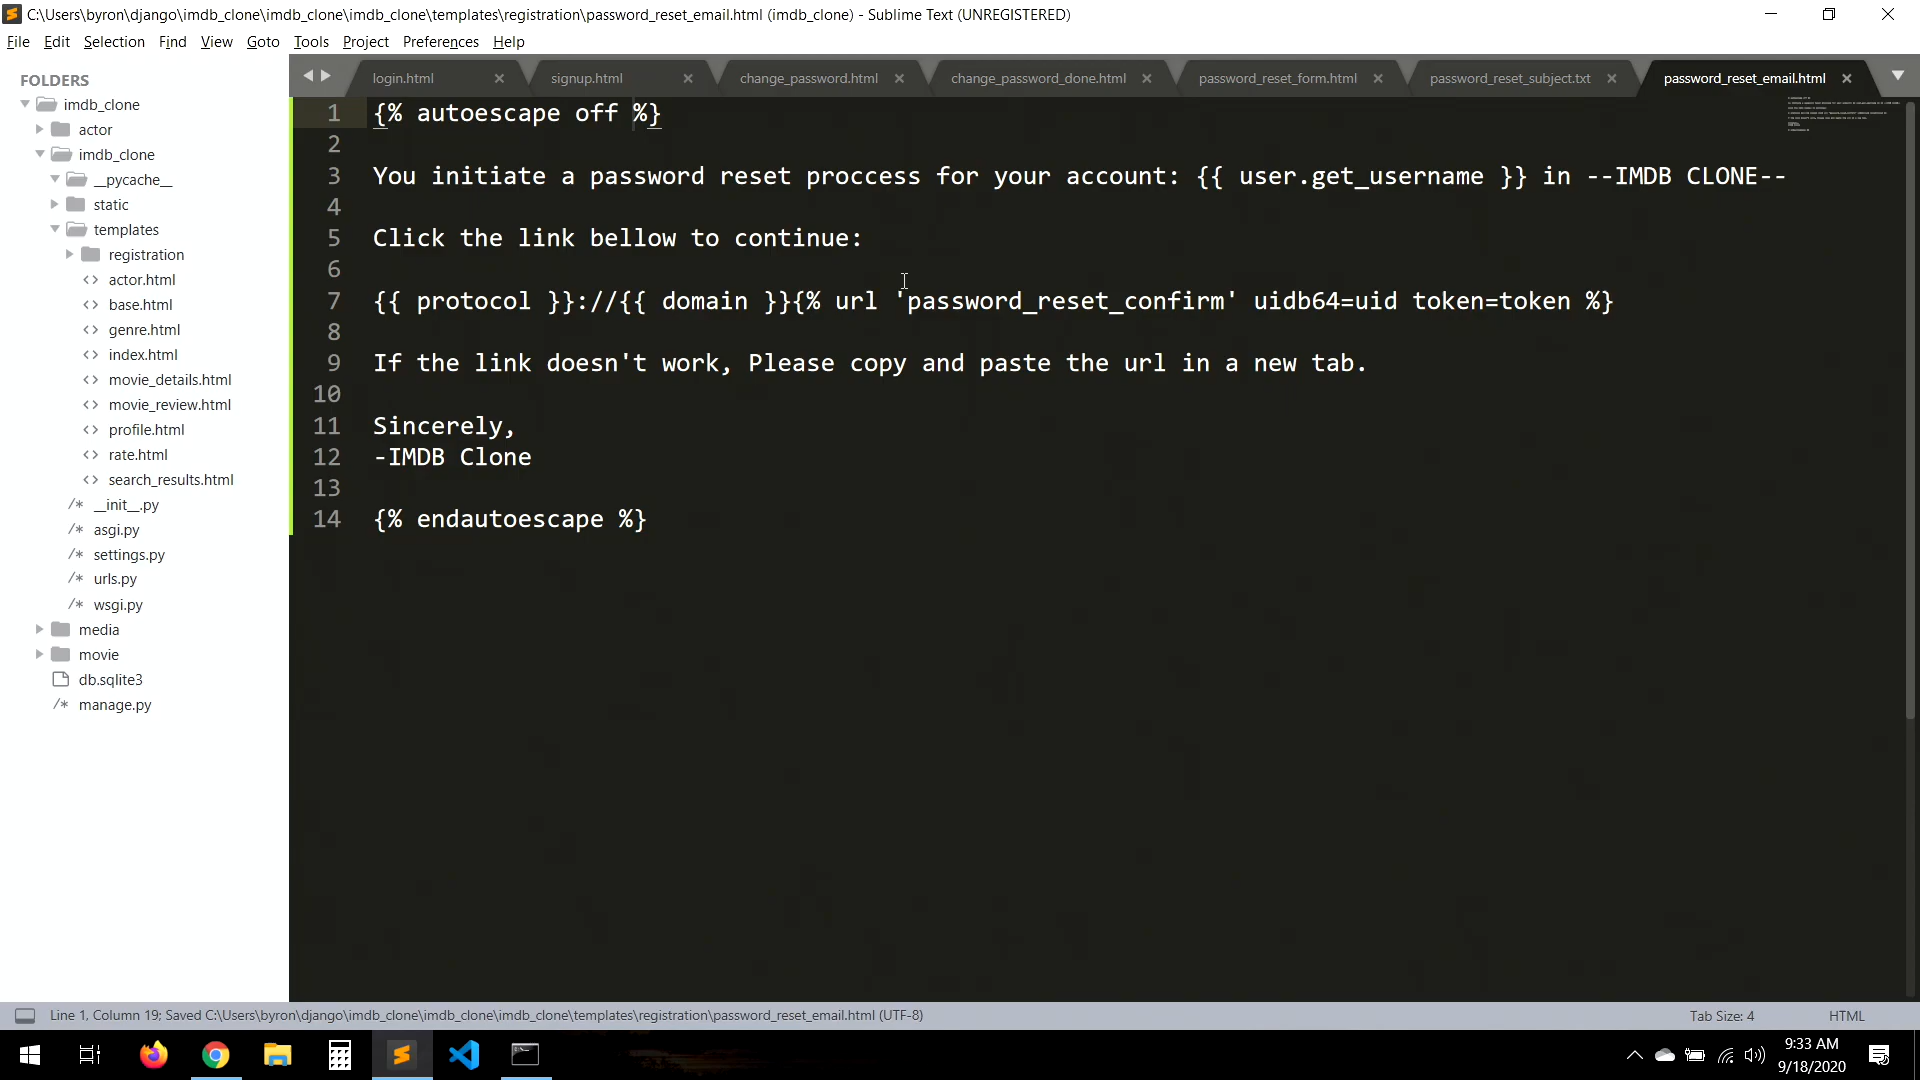 C:\Users\byron\django\imdb_clone\imdb_clone\imdb_clone\templates\registration\password_reset_email.html (imdb_clone) - Sublime Text (UNREGISTERED)
File Edit Selection Find View Goto Tools Project Preferences Help
FOLDERS
imdb_clone
actor
imdb_clone
__pycache__
static
templates
registration
actor.html
base.html
genre.html
index.html
movie_details.html
movie_review.html
profile.html
rate.html
search_results.html
__init__.py
asgi.py
settings.py
urls.py
wsgi.py
media
movie
db.sqlite3
manage.py
login.html signup.html change_password.html change_password_done.html password_reset_form.html password_reset_subject.txt password_reset_email.html
1 {% autoescape off %}
2
3 You initiate a password reset proccess for your account: {{ user.get_username }} in --IMDB CLONE--
4
5 Click the link bellow to continue:
6
7 {{ protocol }}://{{ domain }}{% url 'password_reset_confirm' uidb64=uid token=token %}
8
9 If the link doesn't work, Please copy and paste the url in a new tab.
10
11 Sincerely,
12 -IMDB Clone
13
14 {% endautoescape %}
Line 1, Column 19; Saved C:\Users\byron\django\imdb_clone\imdb_clone\imdb_clone\templates\registration\password_reset_email.html (UTF-8)
Tab Size: 4 HTML
9:33 AM
9/18/2020